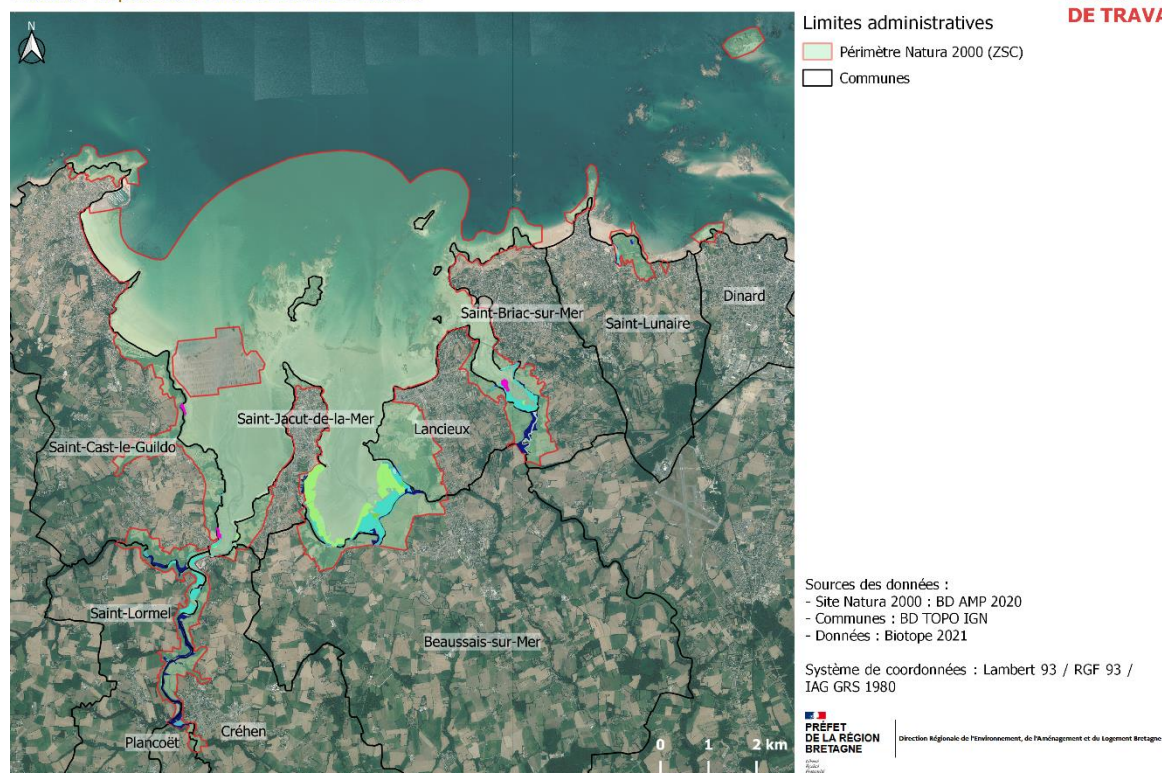 DE TRAVA
N
Limites administratives
Périmètre Natura 2000 (ZSC)
Communes
Dinard
Saint-Briac-sur-Mer
Saint-Lunaire
Saint-Jacut-de-la-Mer
Lancieux
Saint-Cast-le-Guildo
Saint-Lormel
Beaussais-sur-Mer
Créhen
Plancoët
0 1 2 km
Sources des données :
- Site Natura 2000 : BD AMP 2020
- Communes : BD TOPO IGN
- Données : Biotope 2021
Système de coordonnées : Lambert 93 / RGF 93 /
IAG GRS 1980
PRÉFET
DE LA RÉGION
BRETAGNE
Direction Régionale de l'Environnement, de l'Aménagement et du Logement Bretagne